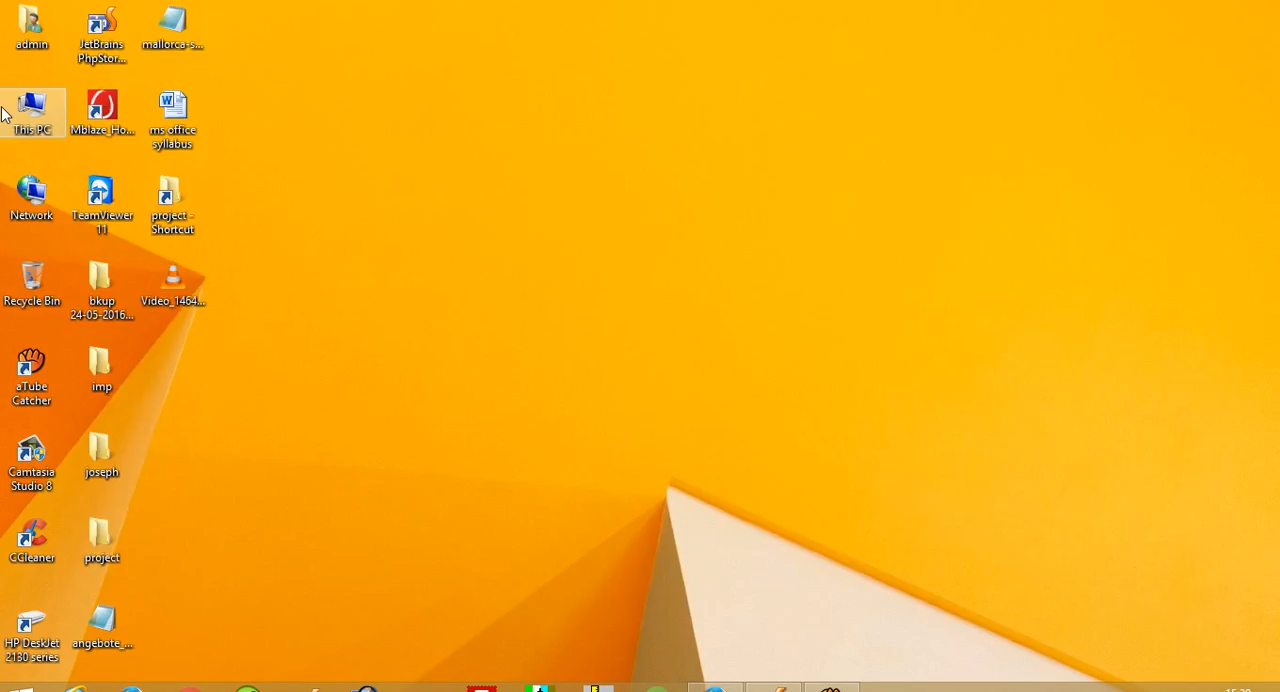 admin
JetBrains
PhpStor...
mallorca-s...
This PC
Mblaze_Ho...
ms office
syllabus
Network
TeamViewer
11
project -
Shortcut
Recycle Bin
bkup
24-05-2016...
Video_1464...
aTube
Catcher
imp
Camtasia
Studio 8
joseph
CCleaner
project
HP DeskJet
2130 series
angebote_...